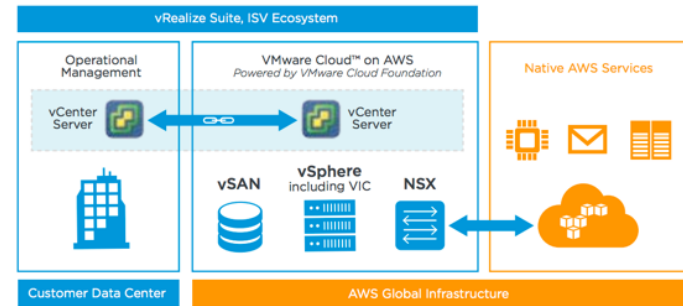 vRealize Suite, ISV Ecosystem
Operational
Management
VMware Cloud™ on AWS
Powered by VMware Cloud Foundation
Native AWS Services
vCenter
Server
vCenter
Server
vSAN
vSphere
including VIC
NSX
Customer Data Center
AWS Global Infrastructure